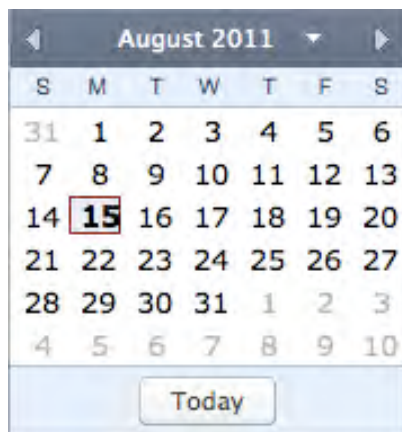 August 2011
S M T W T F S
31 1 2 3 4 5 6
7 8 9 10 11 12 13
14 15 16 17 18 19 20
21 22 23 24 25 26 27
28 29 30 31 1 2 3
4 5 6 7 8 9 10
Today